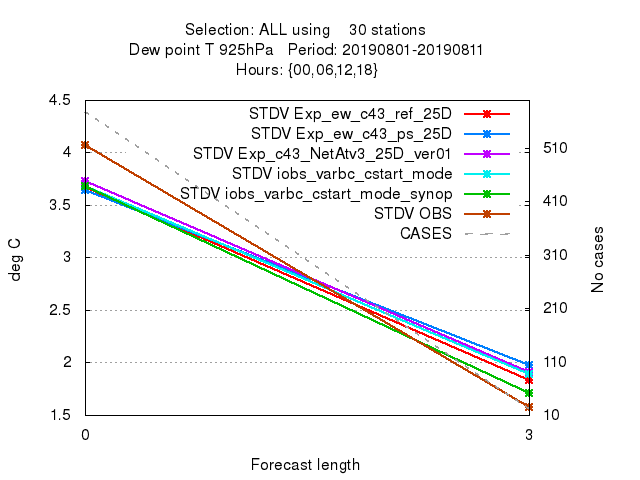 Selection: ALL using    30 stations
Dew point T 925hPa   Period: 20190801-20190811
Hours: {00,06,12,18}
STDV Exp_ew_c43_ref_25D
STDV Exp_ew_c43_ps_25D
STDV Exp_c43_NetAtv3_25D_ver01
STDV iobs_varbc_cstart_mode
STDV iobs_varbc_cstart_mode_synop
STDV OBS
CASES
4.5
4
3.5
3
2.5
2
1.5
deg C
510
410
310
210
110
10
No cases
0
3
Forecast length